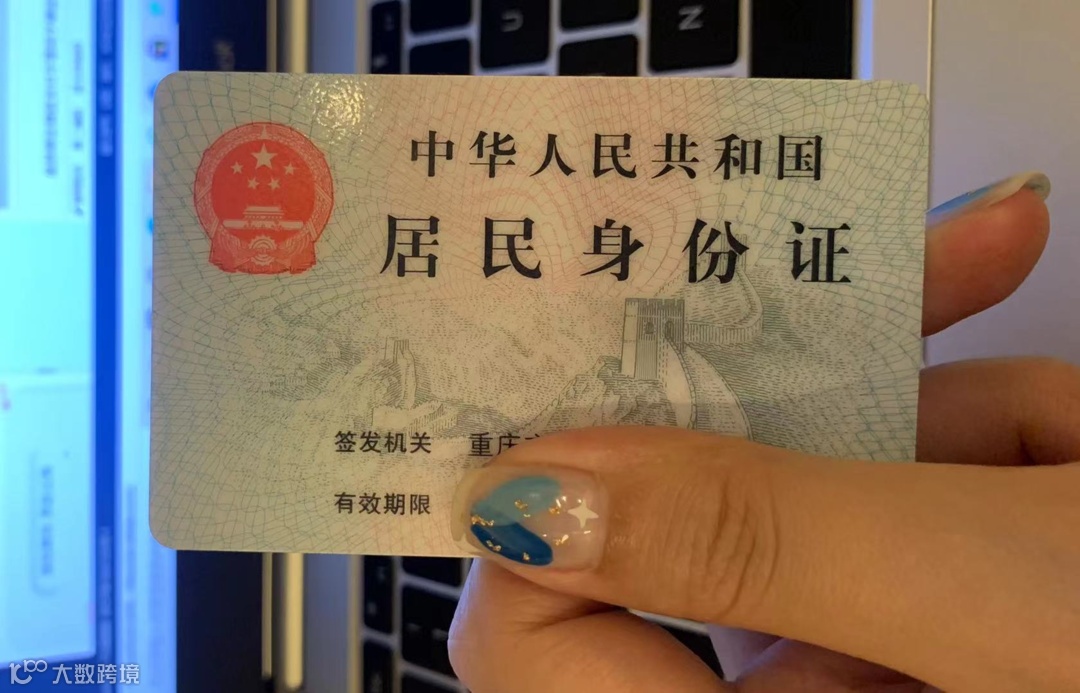 U
Z
中华人民共和国
居民身份证
签发机关 重庆
有效期限
大数跨境